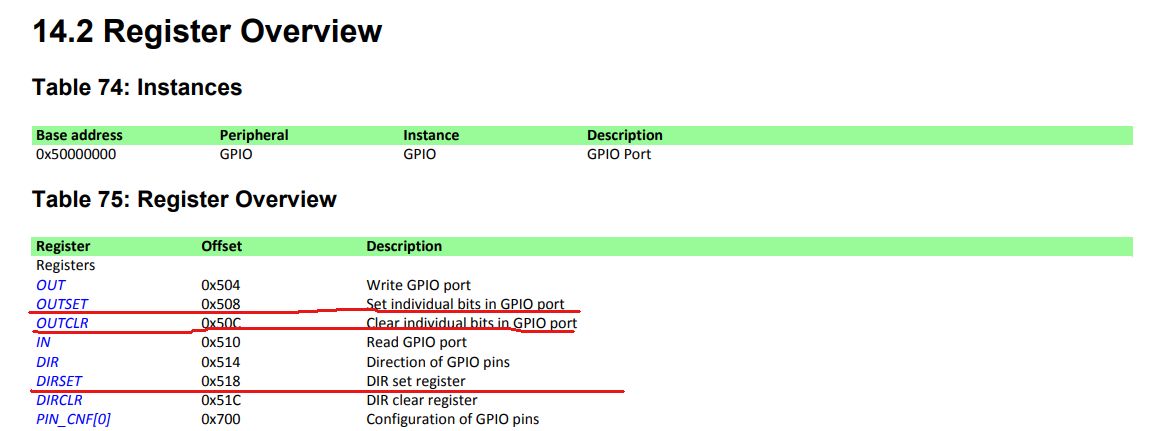 14.2 Register Overview
Table 74: Instances
Base address Peripheral Instance Description
0x50000000 GPIO GPIO GPIO Port
Table 75: Register Overview
Register Offset Description
Registers
OUT 0x504 Write GPIO port
OUTSET 0x508 Set individual bits in GPIO port
OUTCLR 0x50C Clear individual bits in GPIO port
IN 0x510 Read GPIO port
DIR 0x514 Direction of GPIO pins
DIRSET 0x518 DIR set register
DIRCLR 0x51C DIR clear register
PIN_CNF[0] 0x700 Configuration of GPIO pins